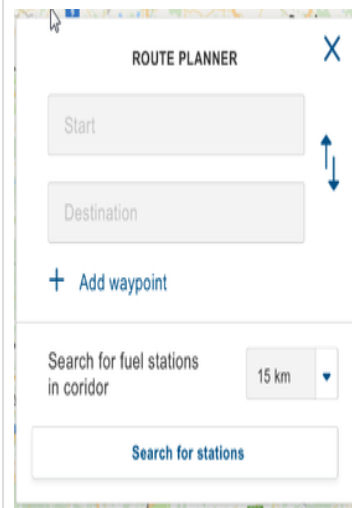 ROUTE PLANNER
Start
Destination
+ Add waypoint
Search for fuel stations
in coridor
15 km
Search for stations